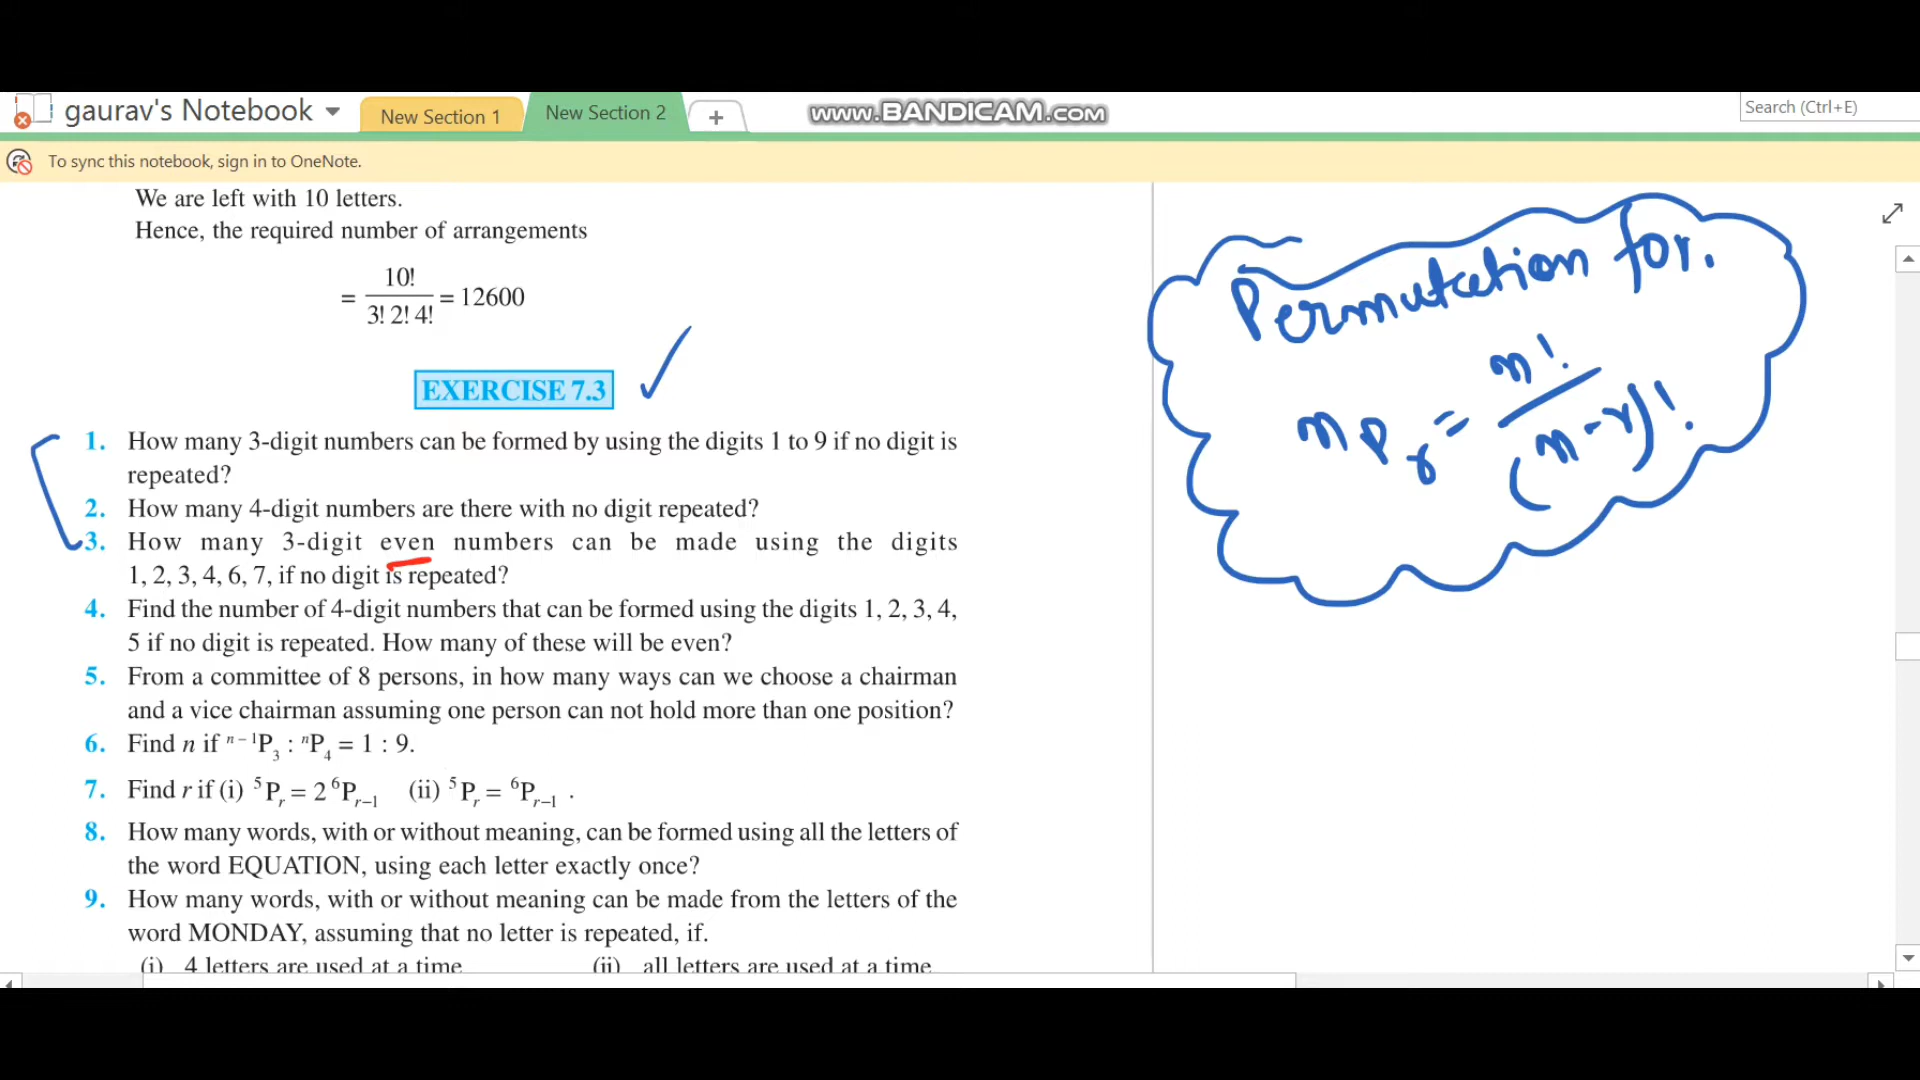 gaurav's Notebook
New Section 1
New Section 2
+
www.BANDICAM.com
Search (Ctrl+E)
To sync this notebook, sign in to OneNote.
We are left with 10 letters.
Hence, the required number of arrangements
= 10! / 3! 2! 4! = 12600
EXERCISE 7.3
1. How many 3-digit numbers can be formed by using the digits 1 to 9 if no digit is
repeated?
2. How many 4-digit numbers are there with no digit repeated?
3. How many 3-digit even numbers can be made using the digits
1, 2, 3, 4, 6, 7, if no digit is repeated?
4. Find the number of 4-digit numbers that can be formed using the digits 1, 2, 3, 4,
5 if no digit is repeated. How many of these will be even?
5. From a committee of 8 persons, in how many ways can we choose a chairman
and a vice chairman assuming one person can not hold more than one position?
6. Find n if ⁿ⁻¹P₃ : ⁿP₄ = 1 : 9.
7. Find r if (i) ⁵Pᵣ = 2 ⁶Pᵣ₋₁ (ii) ⁵Pᵣ = ⁶Pᵣ₋₁ .
8. How many words, with or without meaning, can be formed using all the letters of
the word EQUATION, using each letter exactly once?
9. How many words, with or without meaning can be made from the letters of the
word MONDAY, assuming that no letter is repeated, if.
(i) 4 letters are used at a time (ii) all letters are used at a time
Permutation for.
nPr = n! / (n-r)!